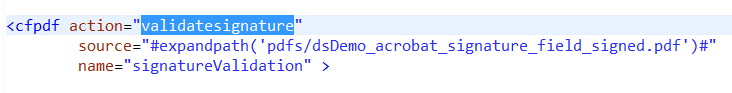 <cfpdf action="validatesignature"
source="#expandpath('pdfs/dsDemo_acrobat_signature_field_signed.pdf')#"
name="signatureValidation" >